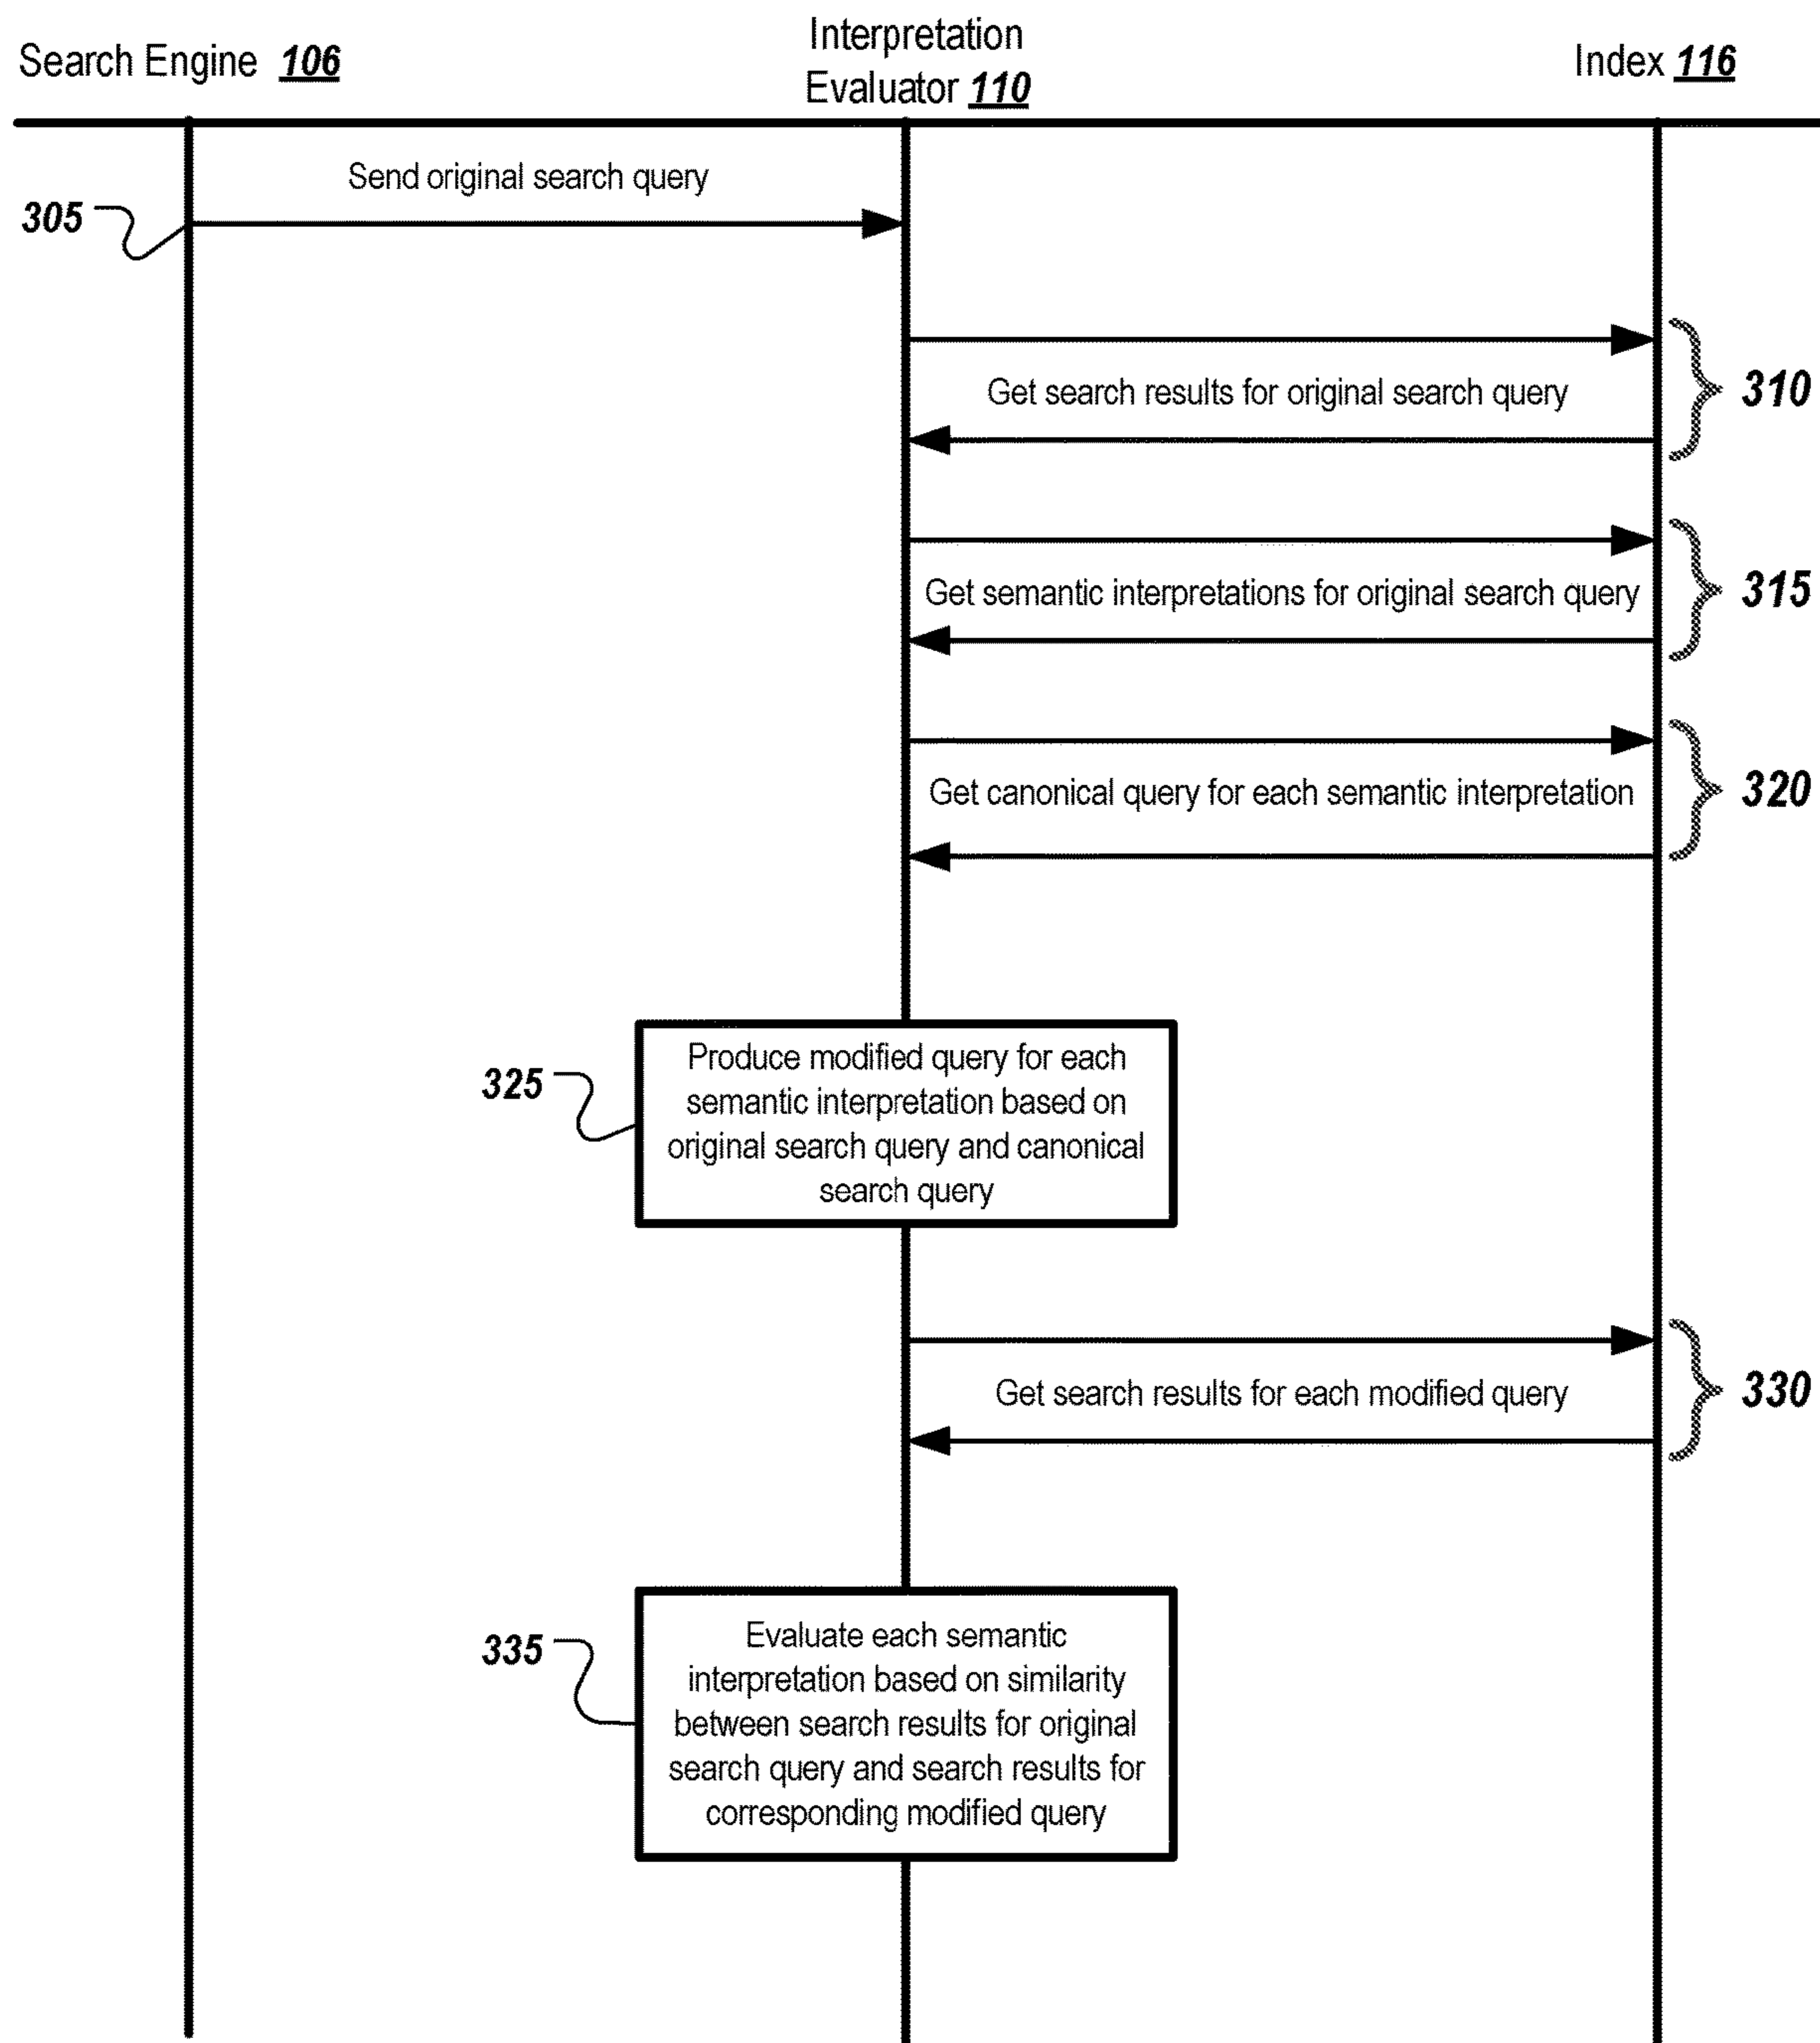 Search Engine 106
Interpretation
Evaluator 110
Index 116
Send original search query
305
Get search results for original search query
310
Get semantic interpretations for original search query
315
Get canonical query for each semantic interpretation
320
325
Produce modified query for each
semantic interpretation based on
original search query and canonical
search query
Get search results for each modified query
330
335
Evaluate each semantic
interpretation based on similarity
between search results for original
search query and search results for
corresponding modified query